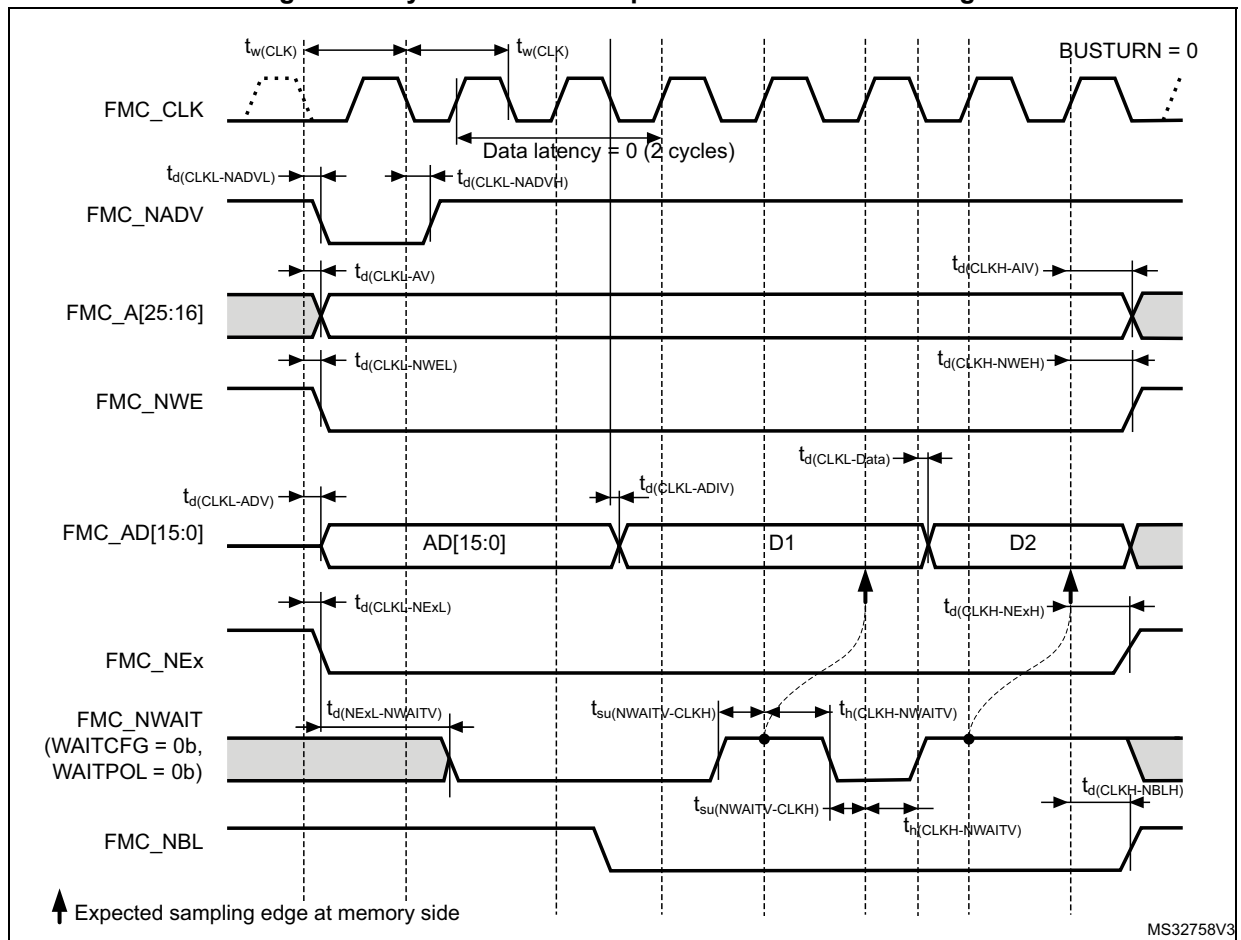 BUSTURN = 0
tw(CLK) tw(CLK)
FMC_CLK
Data latency = 0 (2 cycles)
td(CLKL-NADVL) td(CLKL-NADVH)
FMC_NADV
td(CLKL-AV) td(CLKH-AIV)
FMC_A[25:16]
td(CLKL-NWEL) td(CLKH-NWEH)
FMC_NWE
td(CLKL-Data)
td(CLKL-ADV) td(CLKL-ADIV)
FMC_AD[15:0] AD[15:0] D1 D2
td(CLKL-NExL) td(CLKH-NExH)
FMC_NEx
td(NExL-NWAITV) tsu(NWAITV-CLKH) th(CLKH-NWAITV)
FMC_NWAIT
(WAITCFG = 0b,
WAITPOL = 0b)
tsu(NWAITV-CLKH) th(CLKH-NWAITV) td(CLKH-NBLH)
FMC_NBL
Expected sampling edge at memory side
MS32758V3